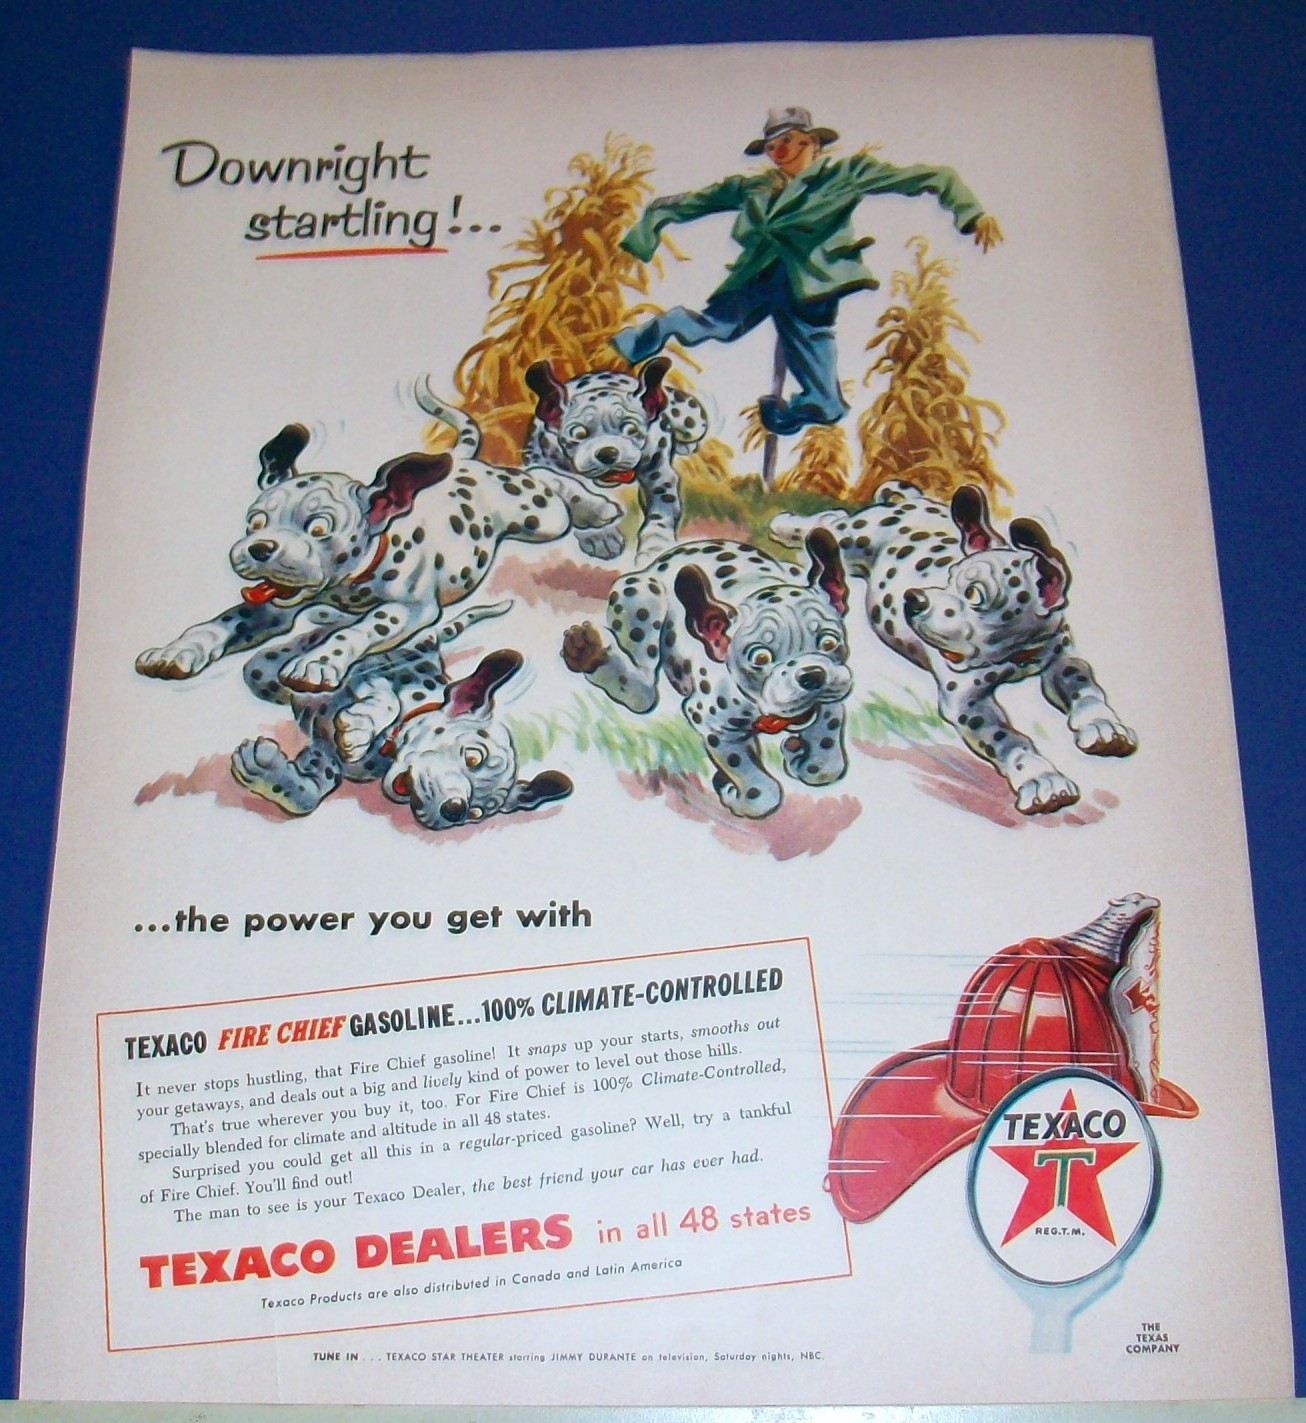 Downright
startling!...
...the power you get with
TEXACO FIRE CHIEF GASOLINE...100% CLIMATE-CONTROLLED
It never stops hustling, that Fire Chief gasoline! It snaps up your starts, smooths out
your getaways, and deals out a big and lively kind of power to level out those hills.
That's true wherever you buy it, too. For Fire Chief is 100% Climate-Controlled,
specially blended for climate and altitude in all 48 states.
Surprised you could get all this in a regular-priced gasoline? Well, try a tankful
of Fire Chief. You'll find out!
The man to see is your Texaco Dealer, the best friend your car has ever had.
TEXACO DEALERS in all 48 states
Texaco Products are also distributed in Canada and Latin America
TEXACO
T
REG.T.M.
THE
TEXAS
COMPANY
TUNE IN . . . TEXACO STAR THEATER starring JIMMY DURANTE on television, Saturday nights, NBC.